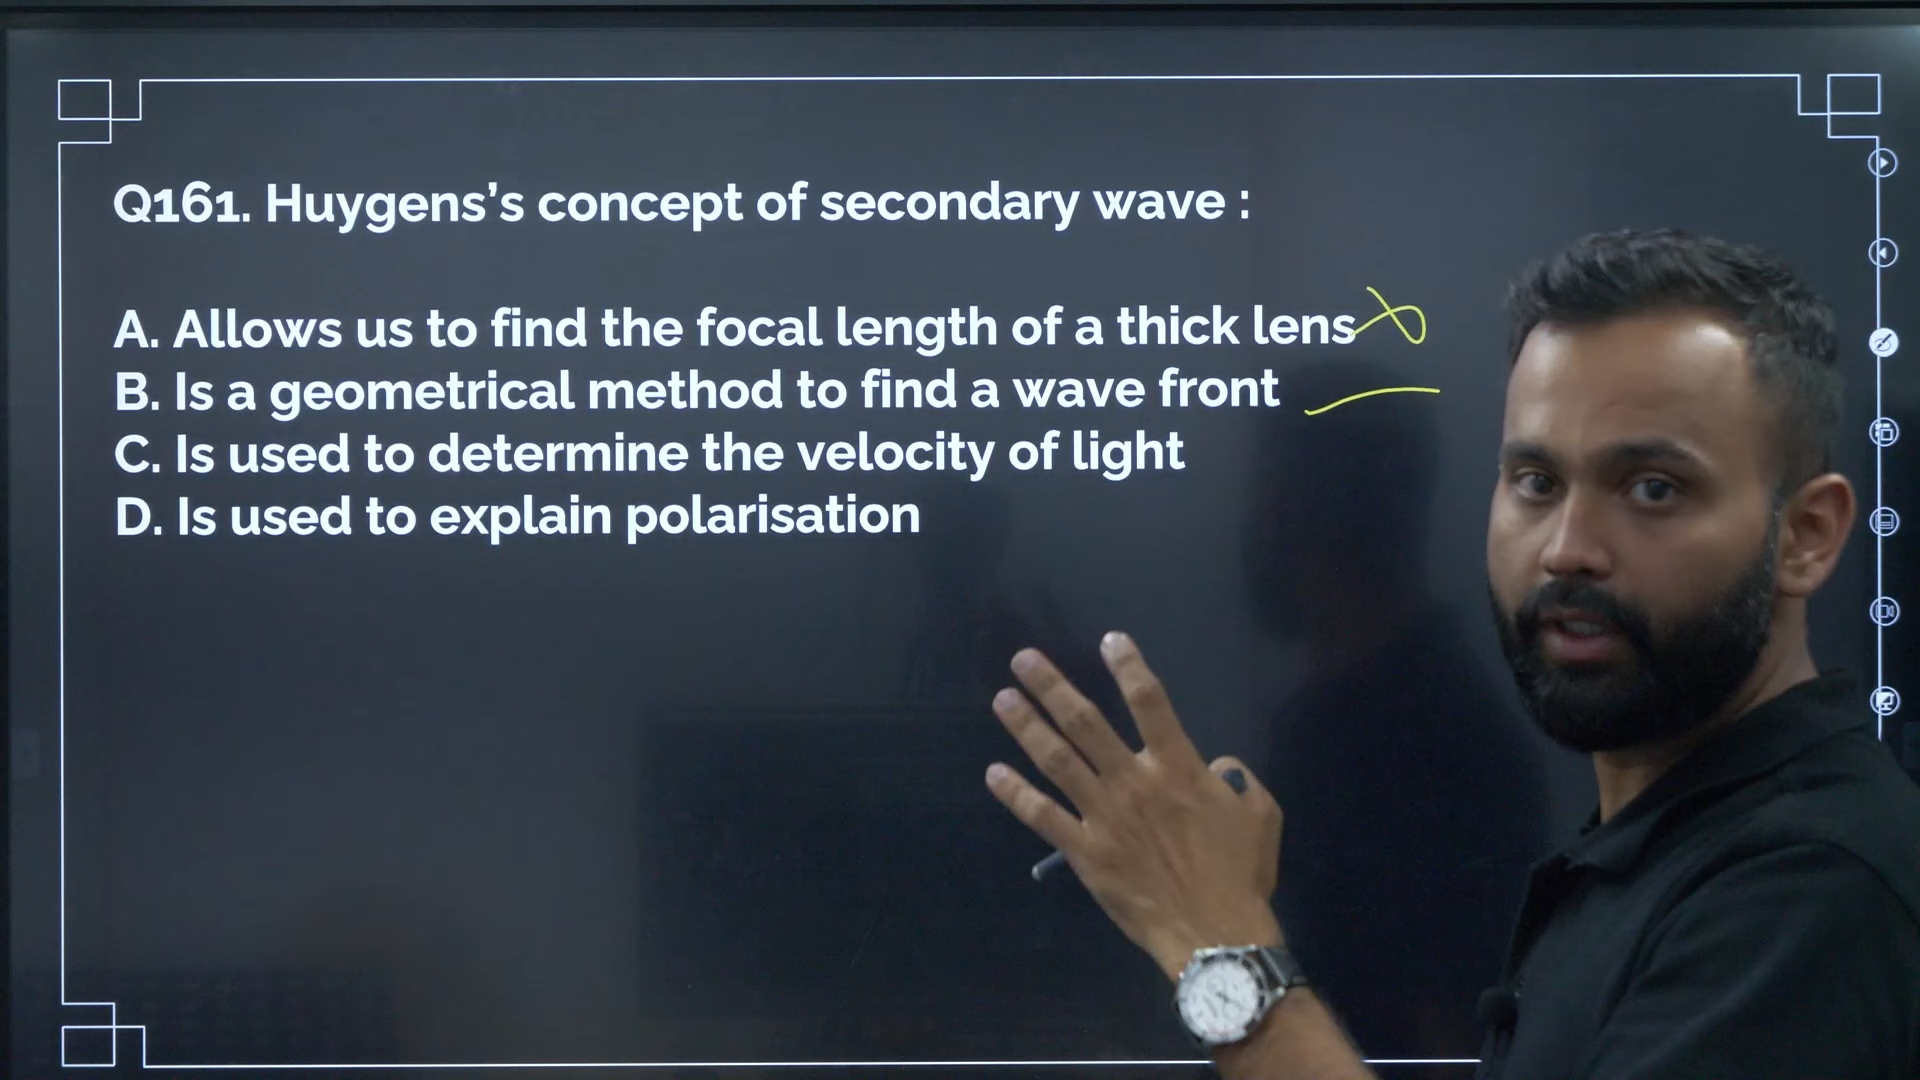 Q161. Huygens’s concept of secondary wave :
A. Allows us to find the focal length of a thick lens
B. Is a geometrical method to find a wave front
C. Is used to determine the velocity of light
D. Is used to explain polarisation